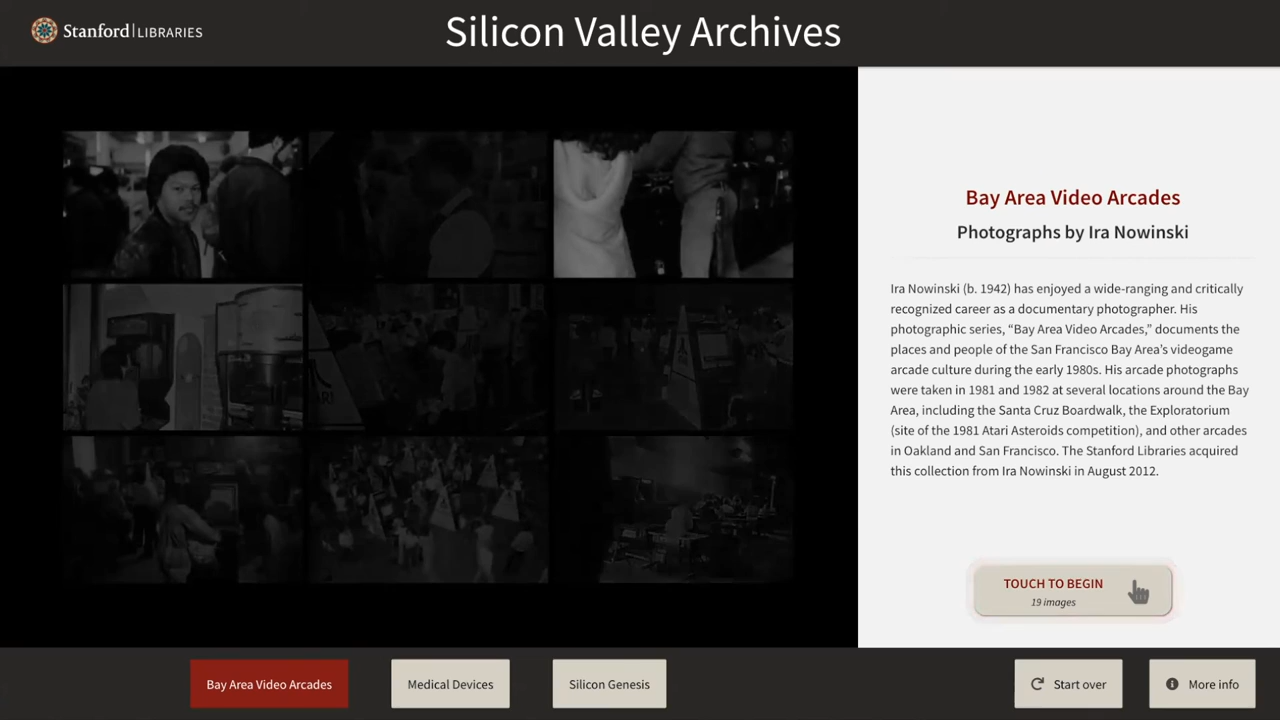 Stanford LIBRARIES
Silicon Valley Archives
Bay Area Video Arcades
Photographs by Ira Nowinski
Ira Nowinski (b. 1942) has enjoyed a wide-ranging and critically
recognized career as a documentary photographer. His
photographic series, “Bay Area Video Arcades,” documents the
places and people of the San Francisco Bay Area’s videogame
arcade culture during the early 1980s. His arcade photographs
were taken in 1981 and 1982 at several locations around the Bay
Area, including the Santa Cruz Boardwalk, the Exploratorium
(site of the 1981 Atari Asteroids competition), and other arcades
in Oakland and San Francisco. The Stanford Libraries acquired
this collection from Ira Nowinski in August 2012.
TOUCH TO BEGIN
19 images
Bay Area Video Arcades
Medical Devices
Silicon Genesis
Start over
More info